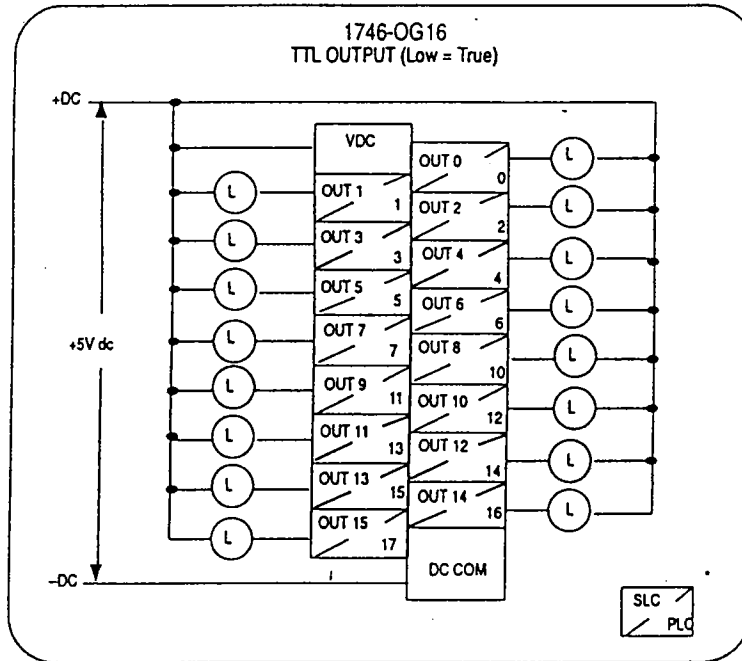 1746-OG16
TTL OUTPUT (Low = True)
+DC
VDC
OUT 0
0
L
L
OUT 1
1
OUT 2
2
L
L
OUT 3
3
OUT 4
4
L
L
OUT 5
5
OUT 6
6
L
+5V dc
L
OUT 7
7
OUT 8
10
L
L
OUT 9
11
OUT 10
12
L
L
OUT 11
13
OUT 12
14
L
L
OUT 13
15
OUT 14
16
L
L
OUT 15
17
DC COM
–DC
SLC
PLC